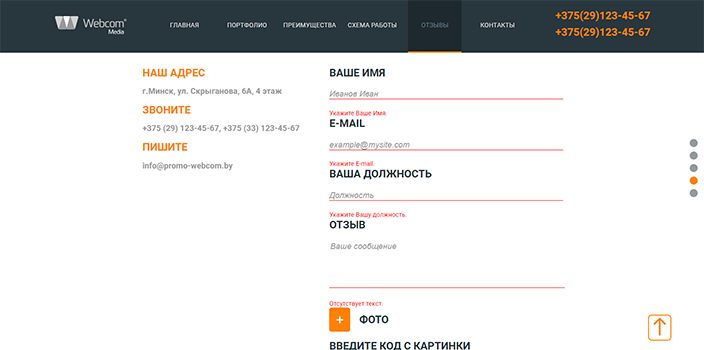 Webcom®
Media
ГЛАВНАЯ
ПОРТФОЛИО
ПРЕИМУЩЕСТВА
СХЕМА РАБОТЫ
ОТЗЫВЫ
КОНТАКТЫ
+375(29)123-45-67
+375(29)123-45-67
НАШ АДРЕС
г.Минск, ул. Скрыганова, 6А, 4 этаж
ЗВОНИТЕ
+375 (29) 123-45-67, +375 (33) 123-45-67
ПИШИТЕ
info@promo-webcom.by
ВАШЕ ИМЯ
Иванов Иван
Укажите Ваше Имя.
E-MAIL
example@mysite.com
Укажите E-mail.
ВАША ДОЛЖНОСТЬ
Должность
Укажите Вашу должность.
ОТЗЫВ
Ваше сообщение
Отсутствует текст.
+ ФОТО
ВВЕДИТЕ КОД С КАРТИНКИ